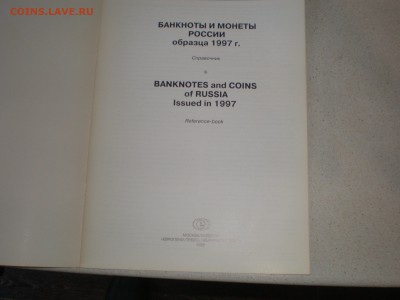 COINS.LAVE.RU
БАНКНОТЫ И МОНЕТЫ
РОССИИ
образца 1997 г.
Справочник
BANKNOTES and COINS
of RUSSIA
Issued in 1997
Reference-book